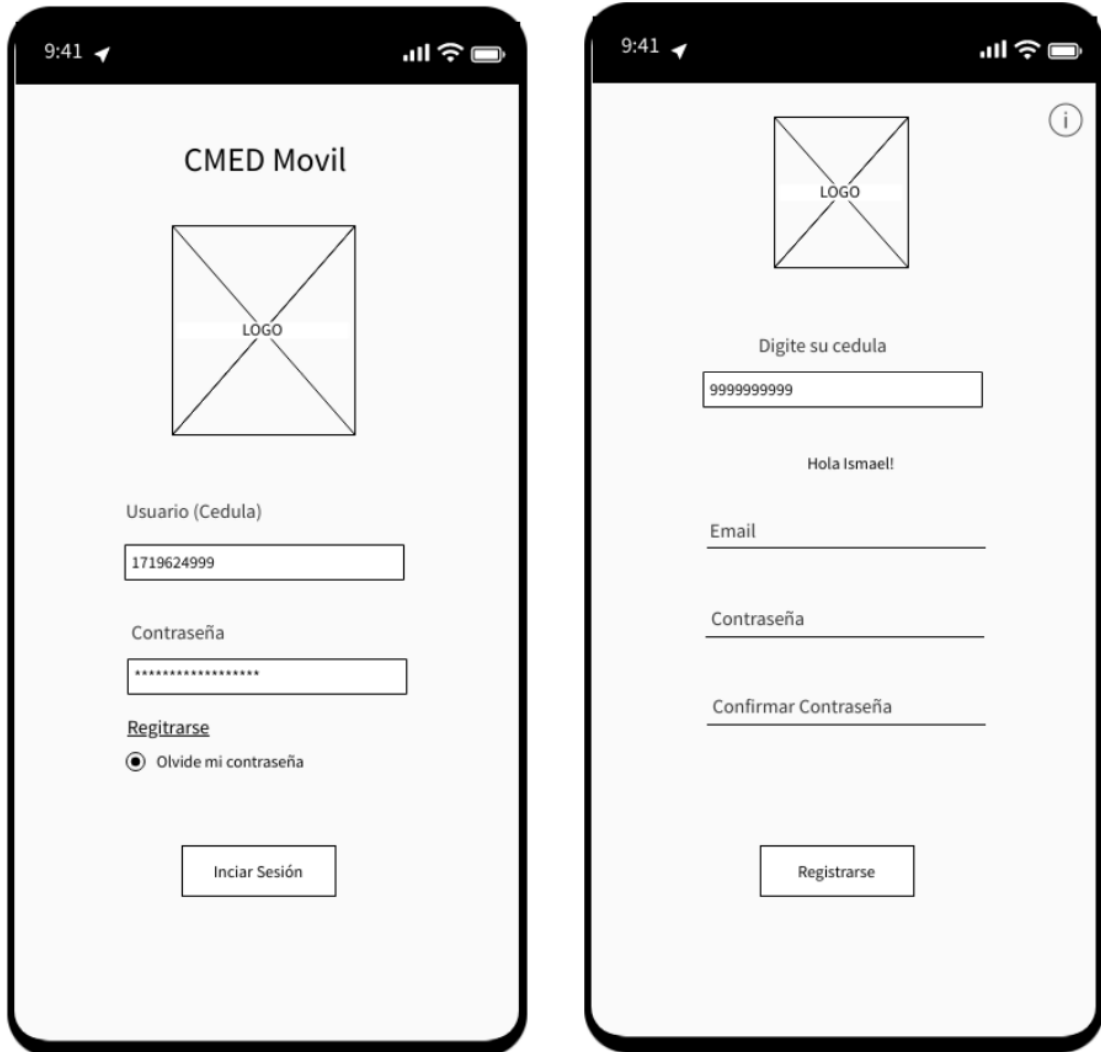 9:41
CMED Movil
LOGO
Usuario (Cedula)
1719624999
Contraseña
******************
Regitrarse
Olvide mi contraseña
Inciar Sesión
9:41
i
LOGO
Digite su cedula
9999999999
Hola Ismael!
Email
Contraseña
Confirmar Contraseña
Registrarse